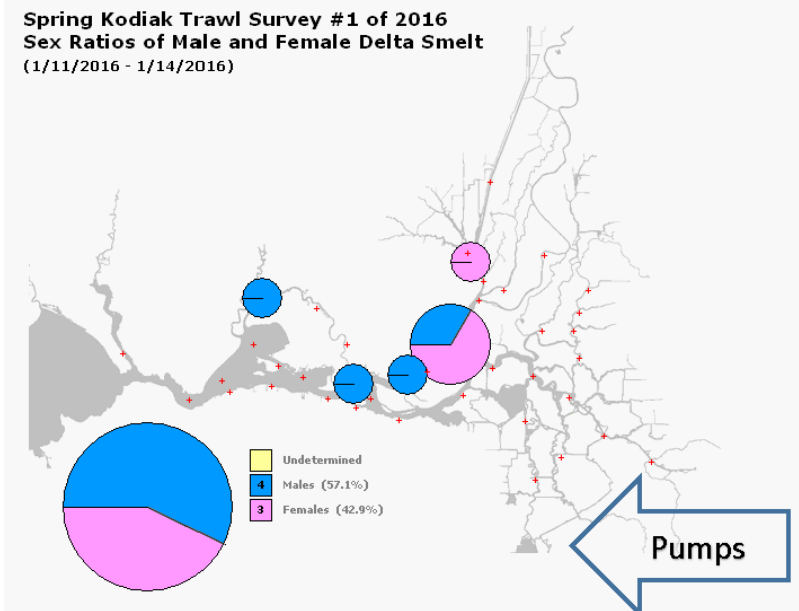 Spring Kodiak Trawl Survey #1 of 2016
Sex Ratios of Male and Female Delta Smelt
(1/11/2016 - 1/14/2016)
Undetermined
4 Males (57.1%)
3 Females (42.9%)
Pumps